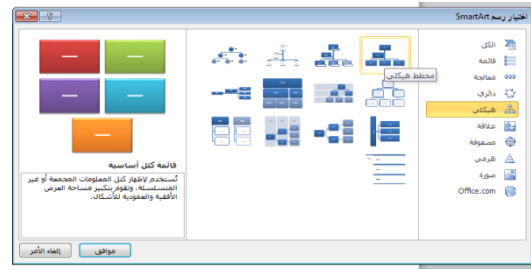 اختيار رسم SmartArt
الكل
قائمة
معالجة
دائري
هيكلي
علاقة
مصفوفة
هرمي
صورة
Office.com
مخطط هيكلي
قائمة كتل أساسية
تُستخدم لإظهار كتل المعلومات المجمعة أو غير
المتسلسلة. وتقوم بتكبير مساحة العرض
الأفقية والعمودية للأشكال.
موافق
إلغاء الأمر